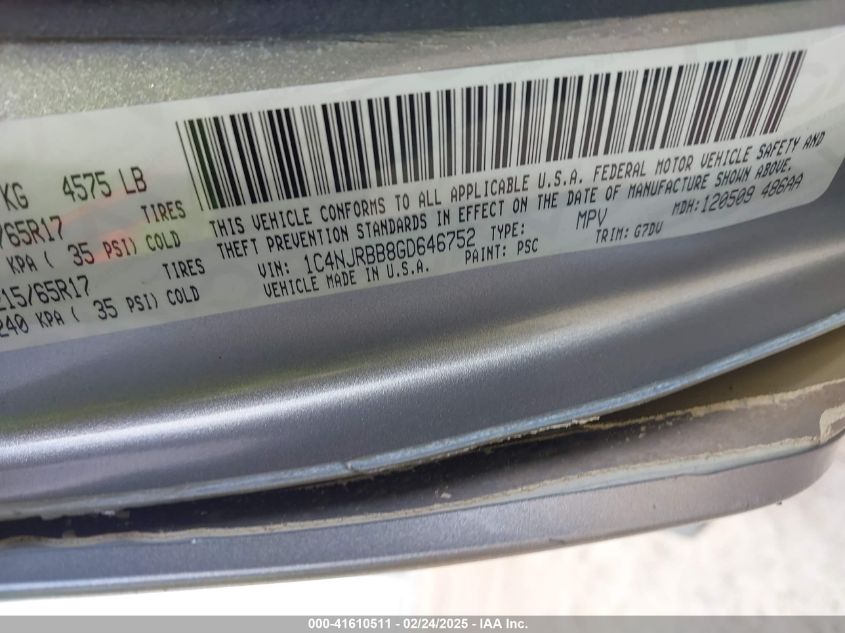 KG 4575 LB
/65R17 TIRES
KPA ( 35 PSI) COLD
215/65R17 TIRES
240 KPA ( 35 PSI) COLD
THIS VEHICLE CONFORMS TO ALL APPLICABLE U.S.A. FEDERAL MOTOR VEHICLE SAFETY AND
THEFT PREVENTION STANDARDS IN EFFECT ON THE DATE OF MANUFACTURE SHOWN ABOVE.
VIN: 1C4NJRBB8GD646752 TYPE: MPV MDH:120509 486AA
VEHICLE MADE IN U.S.A. PAINT: PSC TRIM: G7DV
000-41610511 - 02/24/2025 - IAA Inc.